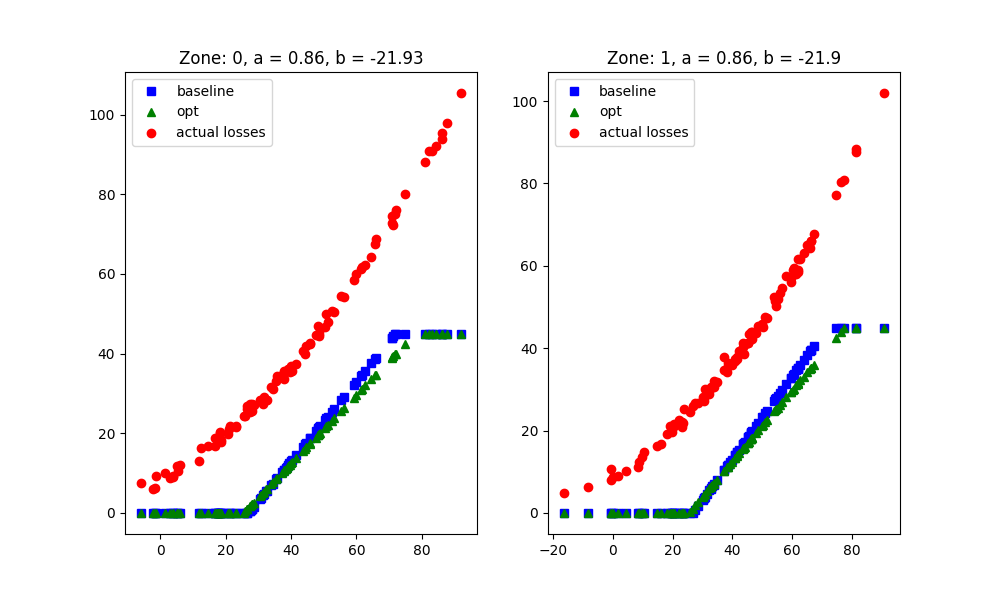 Zone: 0, a = 0.86, b = -21.93
baseline
opt
actual losses
100
80
60
40
20
0
0 20 40 60 80
Zone: 1, a = 0.86, b = -21.9
baseline
opt
actual losses
100
80
60
40
20
0
−20 0 20 40 60 80